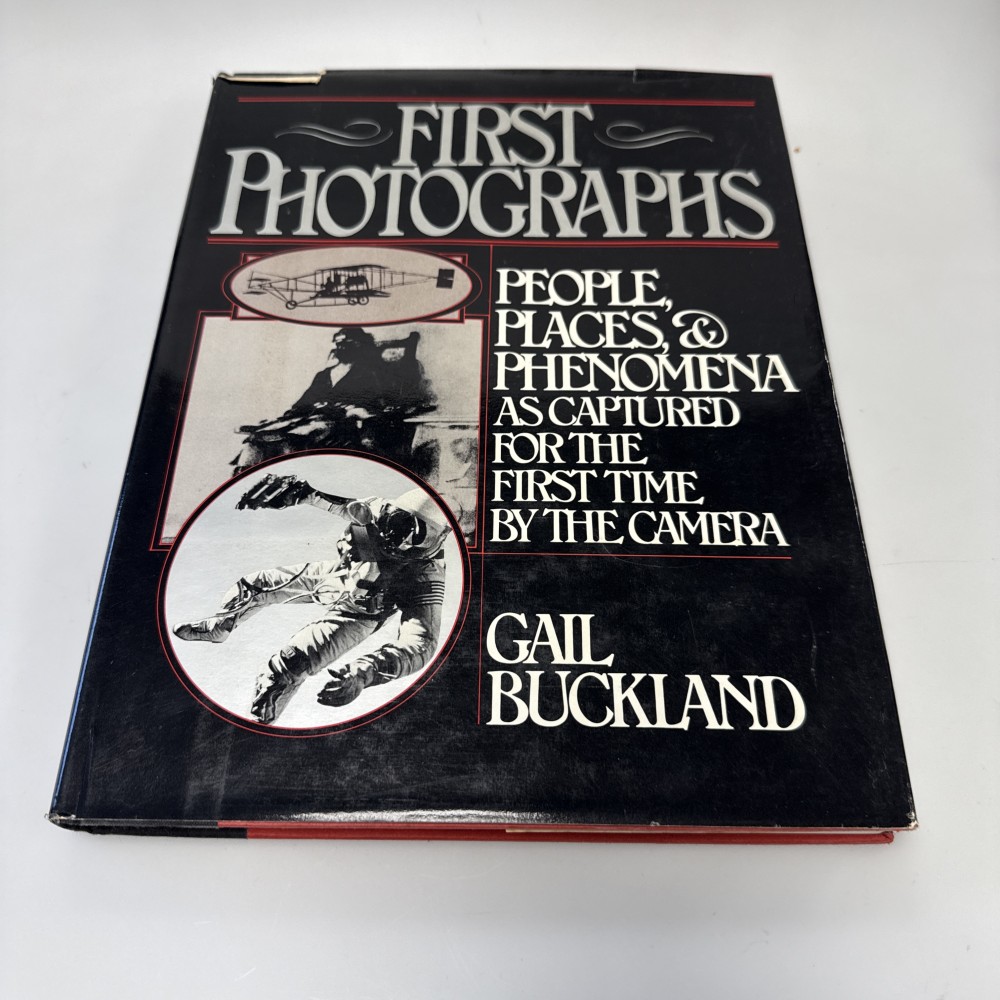 FIRST
PHOTOGRAPHS
PEOPLE,
PLACES, &
PHENOMENA
AS CAPTURED
FOR THE
FIRST TIME
BY THE CAMERA
GAIL
BUCKLAND